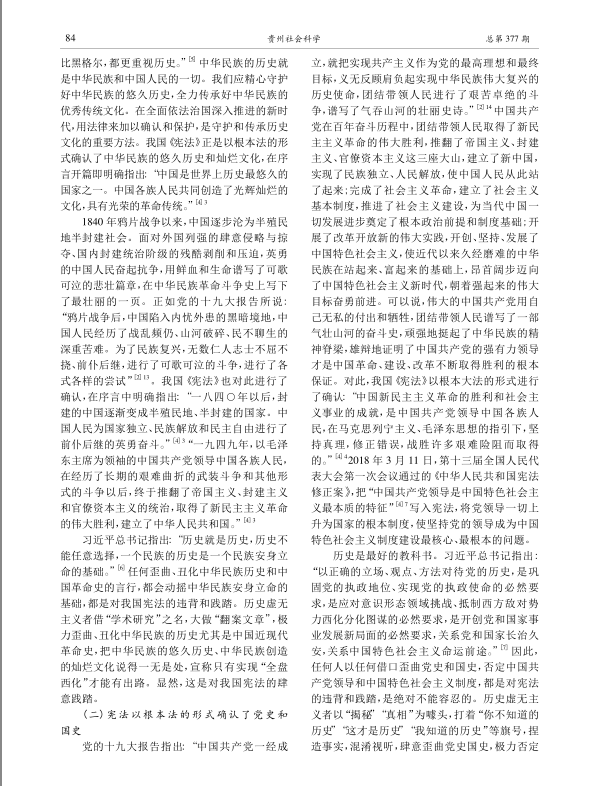 84
贵州社会科学
总第 377 期
比黑格尔,都更重视历史。”[5] 中华民族的历史就
是中华民族和中国人民的一切。我们应精心守护
好中华民族的悠久历史,全力传承好中华民族的
优秀传统文化。在全面依法治国深入推进的新时
代,用法律来加以确认和保护,是守护和传承历史
文化的重要方法。我国《宪法》正是以根本法的形
式确认了中华民族的悠久历史和灿烂文化,在序
言开篇即明确指出:“中国是世界上历史最悠久的
国家之一。中国各族人民共同创造了光辉灿烂的
文化,具有光荣的革命传统。”[4]3
1840 年鸦片战争以来,中国逐步沦为半殖民
地半封建社会。面对外国列强的肆意侵略与掠
夺、国内封建统治阶级的残酷剥削和压迫,英勇
的中国人民奋起抗争,用鲜血和生命谱写了可歌
可泣的悲壮篇章,在中华民族革命斗争史上写下
了最壮丽的一页。正如党的十九大报告所说:
“鸦片战争后,中国陷入内忧外患的黑暗境地,中
国人民经历了战乱频仍、山河破碎、民不聊生的
深重苦难。为了民族复兴,无数仁人志士不屈不
挠、前仆后继,进行了可歌可泣的斗争,进行了各
式各样的尝试”[2]13。我国《宪法》也对此进行了
确认,在序言中明确指出:“一八四〇年以后,封
建的中国逐渐变成半殖民地、半封建的国家。中
国人民为国家独立、民族解放和民主自由进行了
前仆后继的英勇奋斗。”[4]3“一九四九年,以毛泽
东主席为领袖的中国共产党领导中国各族人民,
在经历了长期的艰难曲折的武装斗争和其他形
式的斗争以后,终于推翻了帝国主义、封建主义
和官僚资本主义的统治,取得了新民主主义革命
的伟大胜利,建立了中华人民共和国。”[4]3
习近平总书记指出:“历史就是历史,历史不
能任意选择,一个民族的历史是一个民族安身立
命的基础。”[6] 任何歪曲、丑化中华民族历史和中
国革命史的言行,都会动摇中华民族安身立命的
基础,都是对我国宪法的违背和践踏。历史虚无
主义者借“学术研究”之名,大做“翻案文章”,极
力歪曲、丑化中华民族的历史尤其是中国近现代
革命史,把中华民族的悠久历史、中华民族创造
的灿烂文化说得一无是处,宣称只有实现“全盘
西化”才能有出路。显然,这是对我国宪法的肆
意践踏。
(二)宪法以根本法的形式确认了党史和
国史
党的十九大报告指出:“中国共产党一经成
立,就把实现共产主义作为党的最高理想和最终
目标,义无反顾肩负起实现中华民族伟大复兴的
历史使命,团结带领人民进行了艰苦卓绝的斗
争,谱写了气吞山河的壮丽史诗。”[2]14 中国共产
党在百年奋斗历程中,团结带领人民取得了新民
主主义革命的伟大胜利,推翻了帝国主义、封建
主义、官僚资本主义这三座大山,建立了新中国,
实现了民族独立、人民解放,使中国人民从此站
了起来;完成了社会主义革命,建立了社会主义
基本制度,推进了社会主义建设,为当代中国一
切发展进步奠定了根本政治前提和制度基础;开
展了改革开放新的伟大实践,开创、坚持、发展了
中国特色社会主义,使近代以来久经磨难的中华
民族在站起来、富起来的基础上,昂首阔步迈向
了中国特色社会主义新时代,朝着强起来的伟大
目标奋勇前进。可以说,伟大的中国共产党用自
己无私的付出和牺牲,团结带领人民谱写了一部
气壮山河的奋斗史,顽强地挺起了中华民族的精
神脊梁,雄辩地证明了中国共产党的强有力领导
才是中国革命、建设、改革不断取得胜利的根本
保证。对此,我国《宪法》以根本大法的形式进行
了确认:“中国新民主主义革命的胜利和社会主
义事业的成就,是中国共产党领导中国各族人
民,在马克思列宁主义、毛泽东思想的指引下,坚
持真理,修正错误,战胜许多艰难险阻而取得
的。”[4]4 2018 年 3 月 11 日,第十三届全国人民代
表大会第一次会议通过的《中华人民共和国宪法
修正案》,把“中国共产党领导是中国特色社会主
义最本质的特征”[4]7 写入宪法,将党领导一切上
升为国家的根本制度,使坚持党的领导成为中国
特色社会主义制度建设最核心、最根本的问题。
历史是最好的教科书。习近平总书记指出:
“以正确的立场、观点、方法对待党的历史,是巩
固党的执政地位、实现党的执政使命的必然要
求,是应对意识形态领域挑战、抵制西方敌对势
力西化分化图谋的必然要求,是开创党和国家事
业发展新局面的必然要求,关系党和国家长治久
安,关系中国特色社会主义命运前途。”[7] 因此,
任何人以任何借口歪曲党史和国史,否定中国共
产党领导和中国特色社会主义制度,都是对宪法
的违背和践踏,是绝对不能容忍的。历史虚无主
义者以“揭秘”“真相”为噱头,打着“你不知道的
历史”“这才是历史”“我知道的历史”等旗号,捏
造事实,混淆视听,肆意歪曲党史国史,极力否定